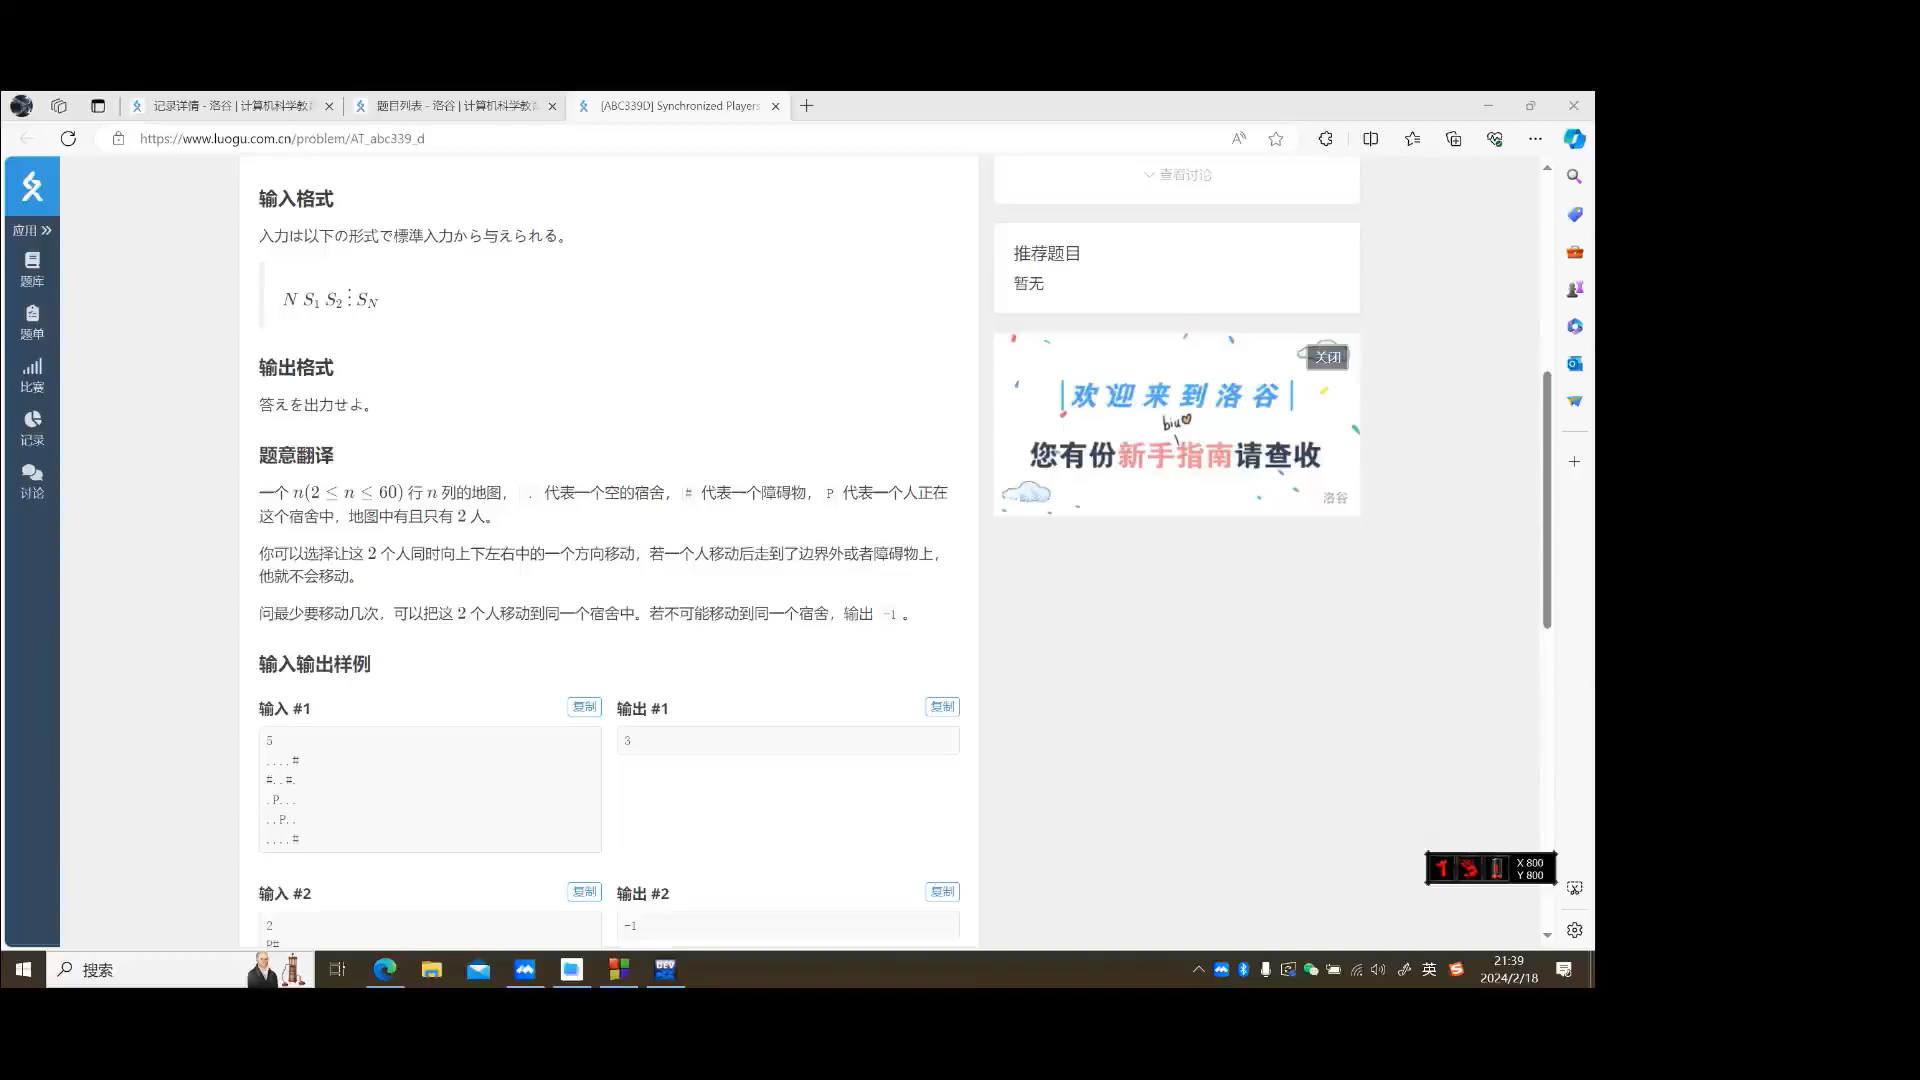 记录详情 - 洛谷 | 计算机科学教
题目列表 - 洛谷 | 计算机科学教育
[ABC339D] Synchronized Players
https://www.luogu.com.cn/problem/AT_abc339_d
应用
题库
题单
比赛
记录
讨论
输入格式
入力は以下の形式で標準入力から与えられる。
N S1 S2 ⋮ SN
输出格式
答えを出力せよ。
题意翻译
一个 n(2 ≤ n ≤ 60) 行 n 列的地图， . 代表一个空的宿舍， # 代表一个障碍物， P 代表一个人正在
这个宿舍中，地图中有且只有 2 人。
你可以选择让这 2 个人同时向上下左右中的一个方向移动，若一个人移动后走到了边界外或者障碍物上，
他就不会移动。
问最少要移动几次，可以把这 2 个人移动到同一个宿舍中。若不可能移动到同一个宿舍，输出 -1 。
输入输出样例
输入 #1
复制
5
....#
#..#.
.P...
..P..
....#
输出 #1
复制
3
输入 #2
复制
2
P#
输出 #2
复制
-1
查看讨论
推荐题目
暂无
关闭
欢迎来到洛谷
biu
您有份新手指南请查收
洛谷
X 800
Y 800
搜索
DEV
英
21:39
2024/2/18